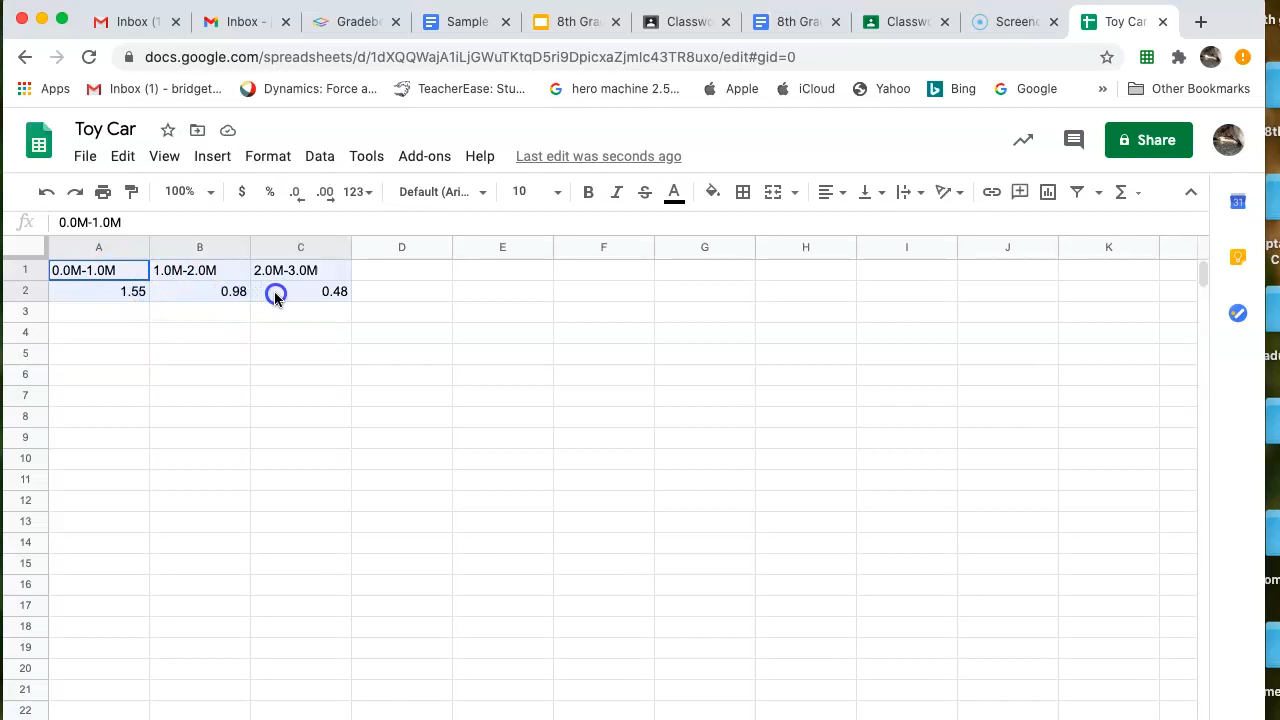 Inbox (1 Inbox - Gradebe Sample 8th Gra Classw 8th Gra Classw Screenc Toy Car
docs.google.com/spreadsheets/d/1dXQQWajA1iLjGWuTKtqD5ri9DpicxaZjmlc43TR8uxo/edit#gid=0
Apps Inbox (1) - bridget... Dynamics: Force a... TeacherEase: Stu... hero machine 2.5... Apple iCloud Yahoo Bing Google » Other Bookmarks
Toy Car
Share
File Edit View Insert Format Data Tools Add-ons Help Last edit was seconds ago
100% $ % .0 .00 123 Default (Ari... 10 B I S A Σ
31
fx 0.0M-1.0M
A B C D E F G H I J K
1 0.0M-1.0M 1.0M-2.0M 2.0M-3.0M
2 1.55 0.98 0.48
3
4
5
6
7
8
9
10
11
12
13
14
15
16
17
18
19
20
21
22